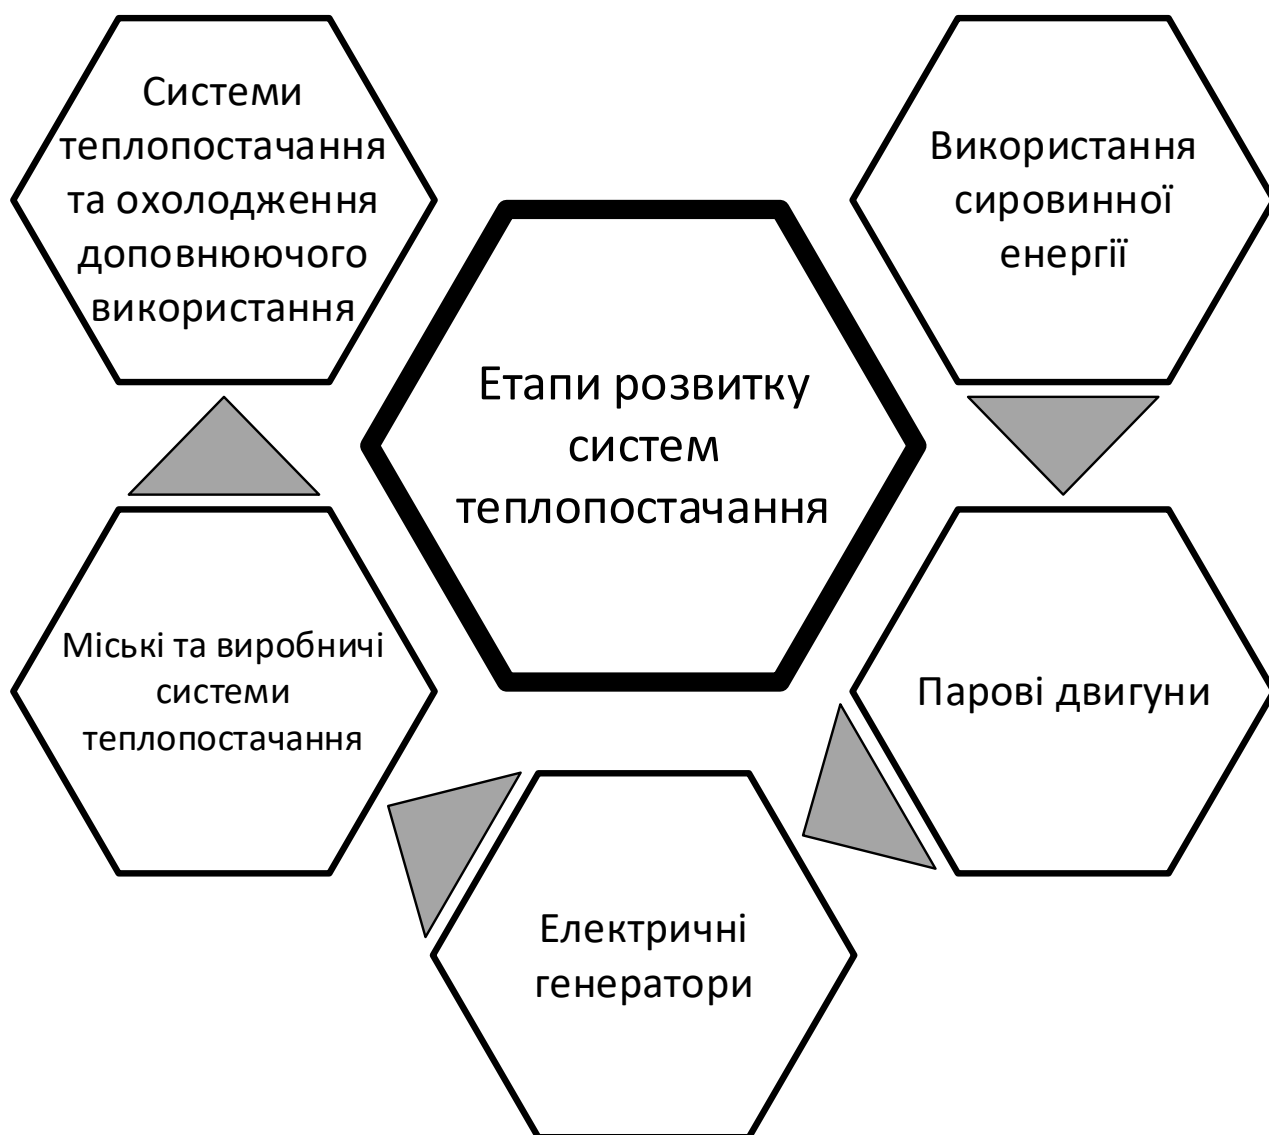 Системи
теплопостачання
та охолодження
доповнюючого
використання
Використання
сировинної
енергії
Етапи розвитку
систем
теплопостачання
Міські та виробничі
системи
теплопостачання
Парові двигуни
Електричні
генератори